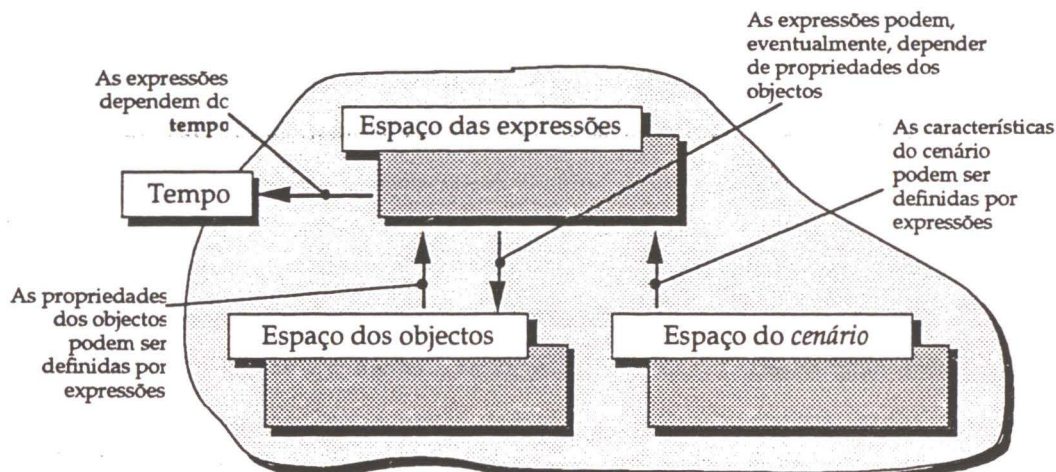 As expressões podem,
eventualmente, depender
de propriedades dos
objectos
As expressões
dependem do
tempo
Espaço das expressões
As características
do cenário
podem ser
definidas por
expressões
Tempo
As propriedades
dos objectos
podem ser
definidas por
expressões
Espaço dos objectos
Espaço do cenário